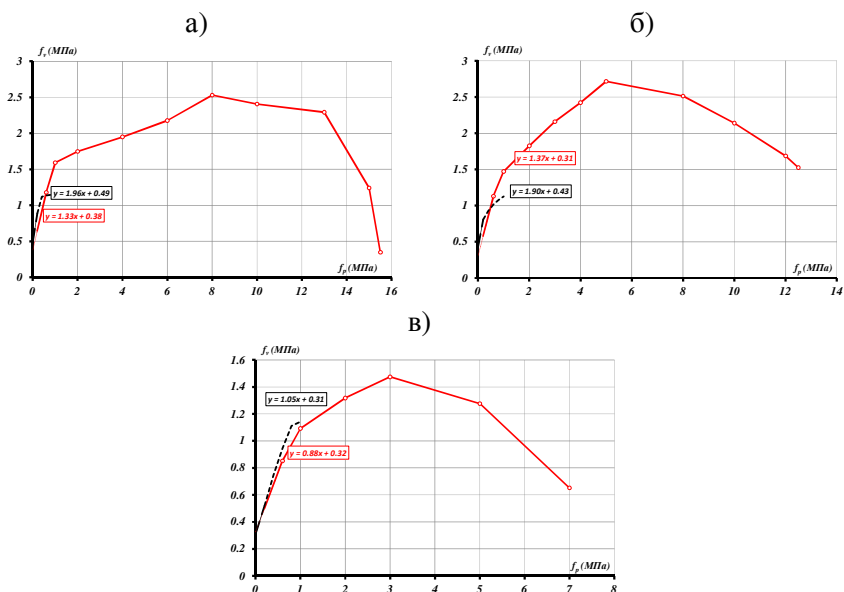 а)
f_v (МПа)
3
2.5
2
1.5
1
0.5
0
y = 1.96x + 0.49
y = 1.33x + 0.38
f_p (МПа)
0 2 4 6 8 10 12 14 16
б)
f_v (МПа)
3
2.5
2
1.5
1
0.5
0
y = 1.37x + 0.31
y = 1.90x + 0.43
f_p (МПа)
0 2 4 6 8 10 12 14
в)
f_v (МПа)
1.6
1.4
1.2
1
0.8
0.6
0.4
0.2
0
y = 1.05x + 0.31
y = 0.88x + 0.32
f_p (МПа)
0 1 2 3 4 5 6 7 8